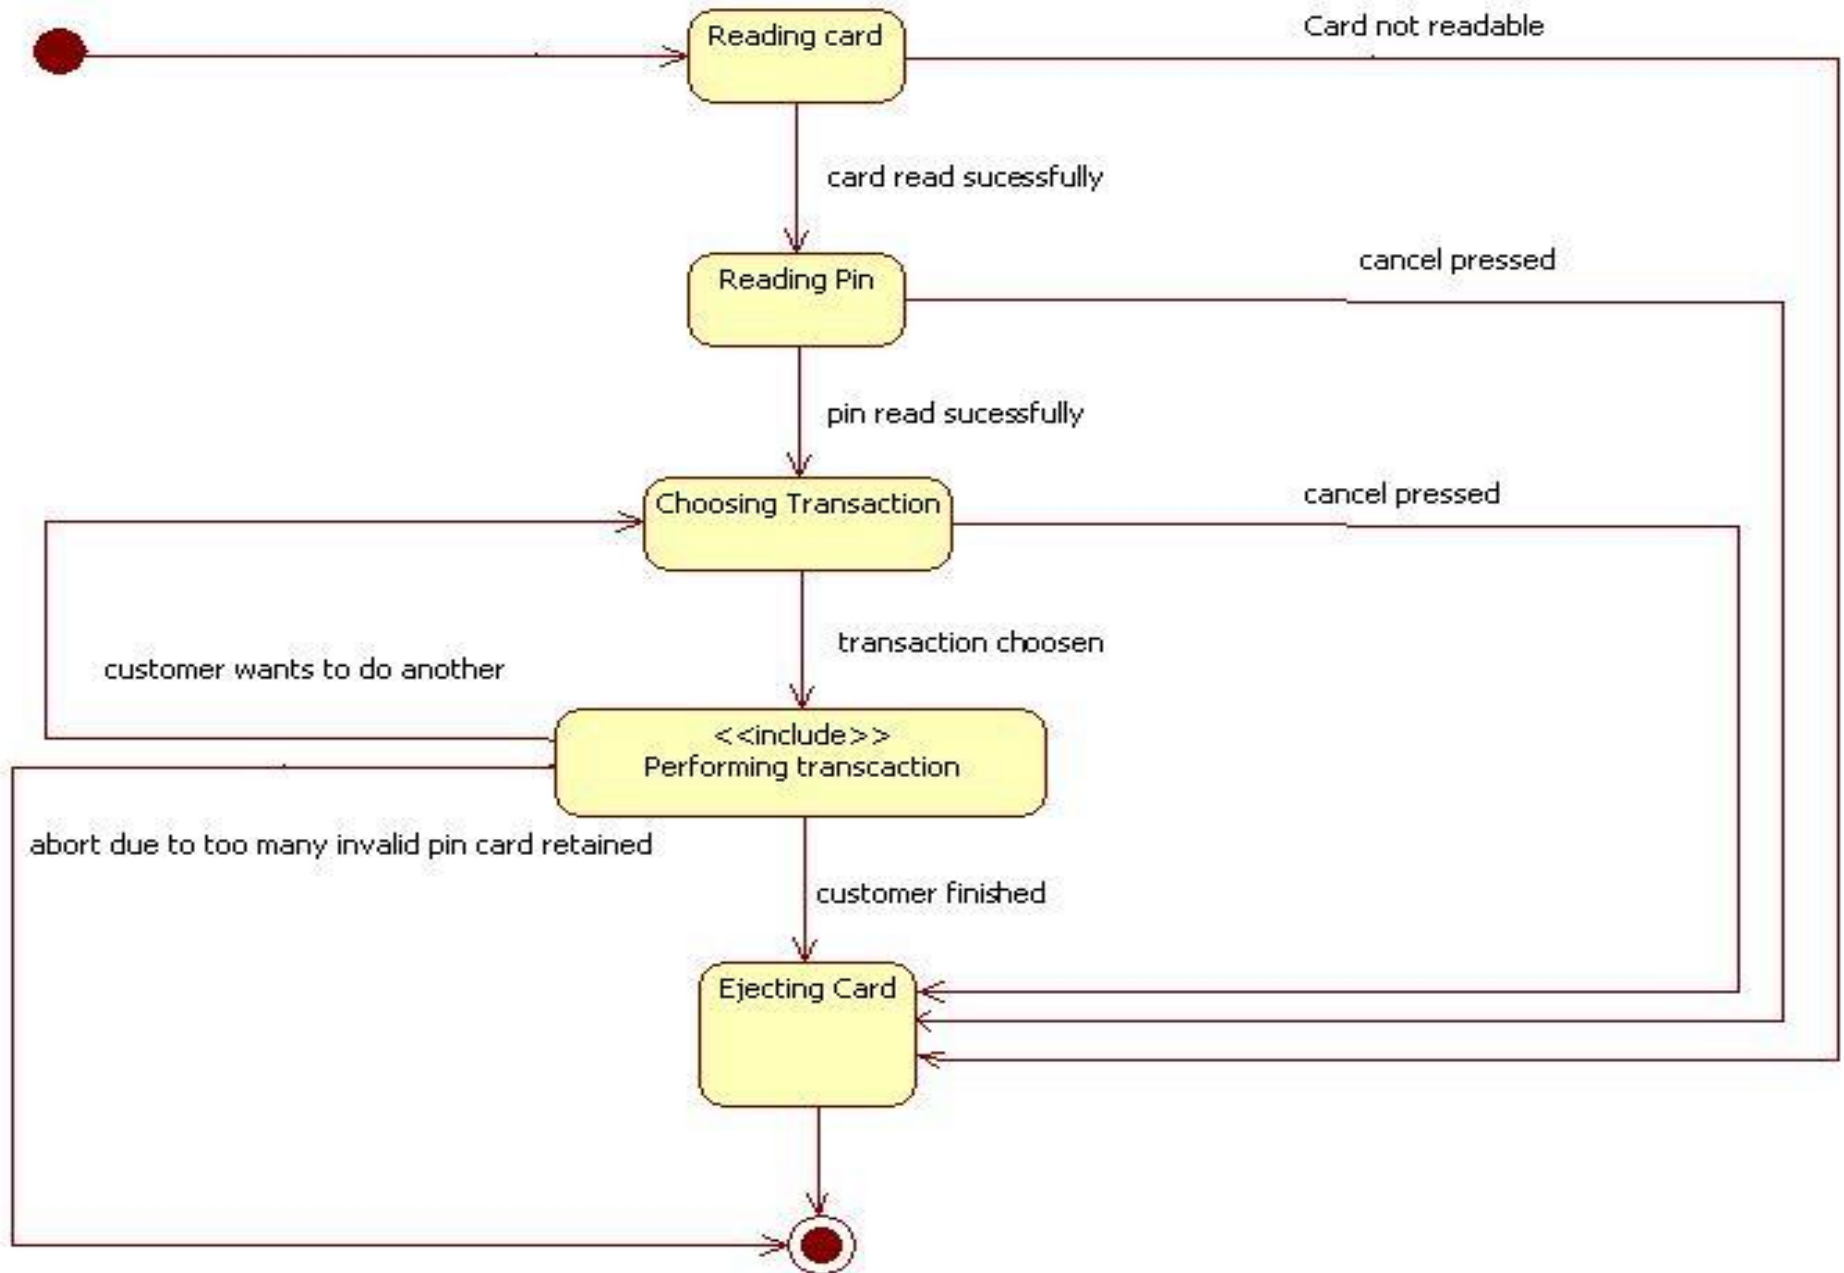 Reading card
Card not readable
card read sucessfully
Reading Pin
cancel pressed
pin read sucessfully
Choosing Transaction
cancel pressed
transaction choosen
customer wants to do another
<<include>>
Performing transcaction
abort due to too many invalid pin card retained
customer finished
Ejecting Card